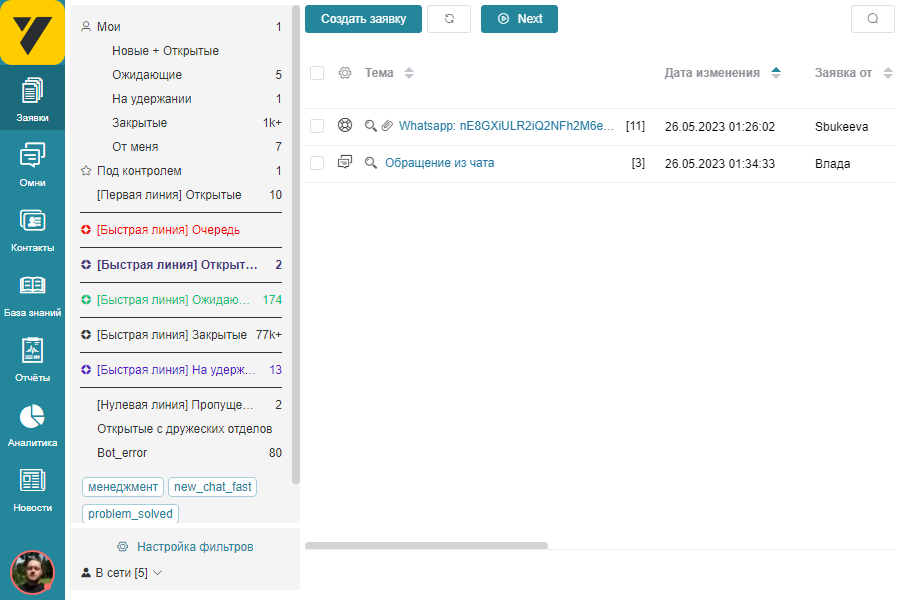 Заявки
Омни
Контакты
База знаний
Отчёты
Аналитика
Новости
Мои 1
Новые + Открытые
Ожидающие 5
На удержании 1
Закрытые 1k+
От меня 7
Под контролем 1
[Первая линия] Открытые 10
[Быстрая линия] Очередь
[Быстрая линия] Открыт... 2
[Быстрая линия] Ожидаю... 174
[Быстрая линия] Закрытые 77k+
[Быстрая линия] На удерж... 13
[Нулевая линия] Пропуще... 2
Открытые с дружеских отделов
Bot_error 80
менеджмент new_chat_fast
problem_solved
Настройка фильтров
В сети [5]
Создать заявку Next
Тема Дата изменения Заявка от
Whatsapp: nE8GXiULR2iQ2NFh2M6e... [11] 26.05.2023 01:26:02 Sbukeeva
Обращение из чата [3] 26.05.2023 01:34:33 Влада